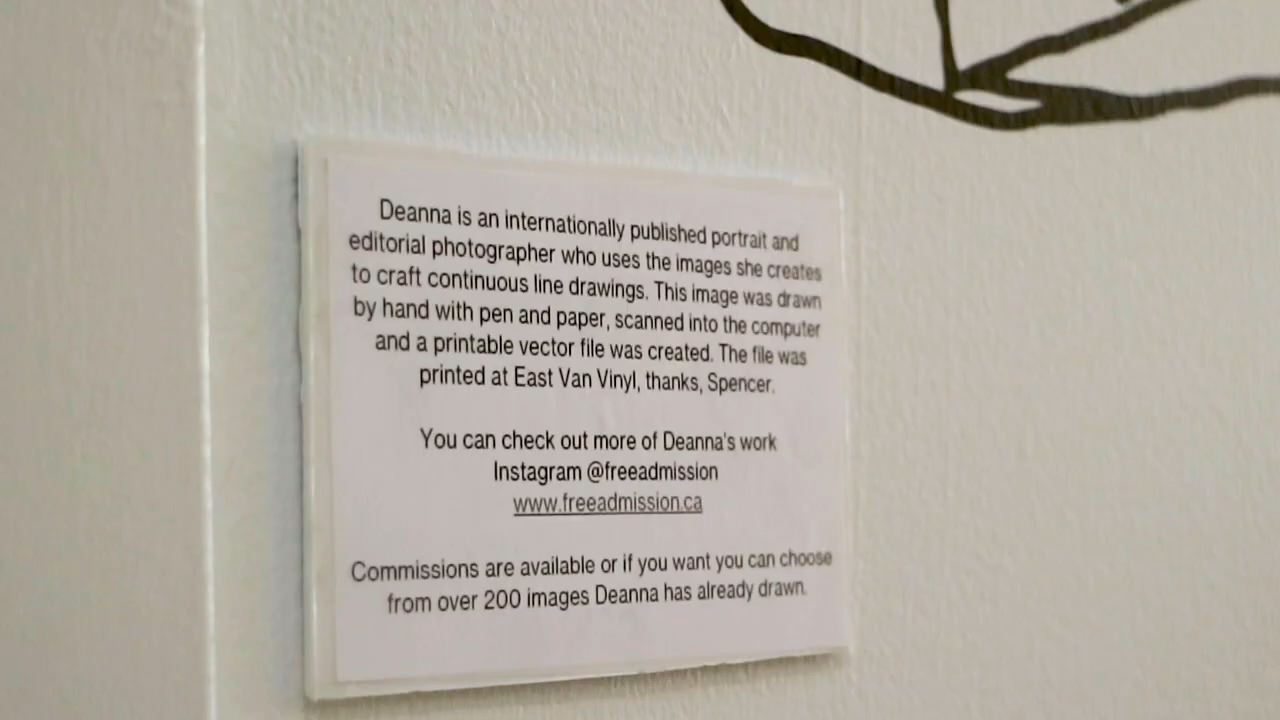 Deanna is an internationally published portrait and
editorial photographer who uses the images she creates
to craft continuous line drawings. This image was drawn
by hand with pen and paper, scanned into the computer
and a printable vector file was created. The file was
printed at East Van Vinyl, thanks, Spencer.
You can check out more of Deanna's work
Instagram @freeadmission
www.freeadmission.ca
Commissions are available or if you want you can choose
from over 200 images Deanna has already drawn.